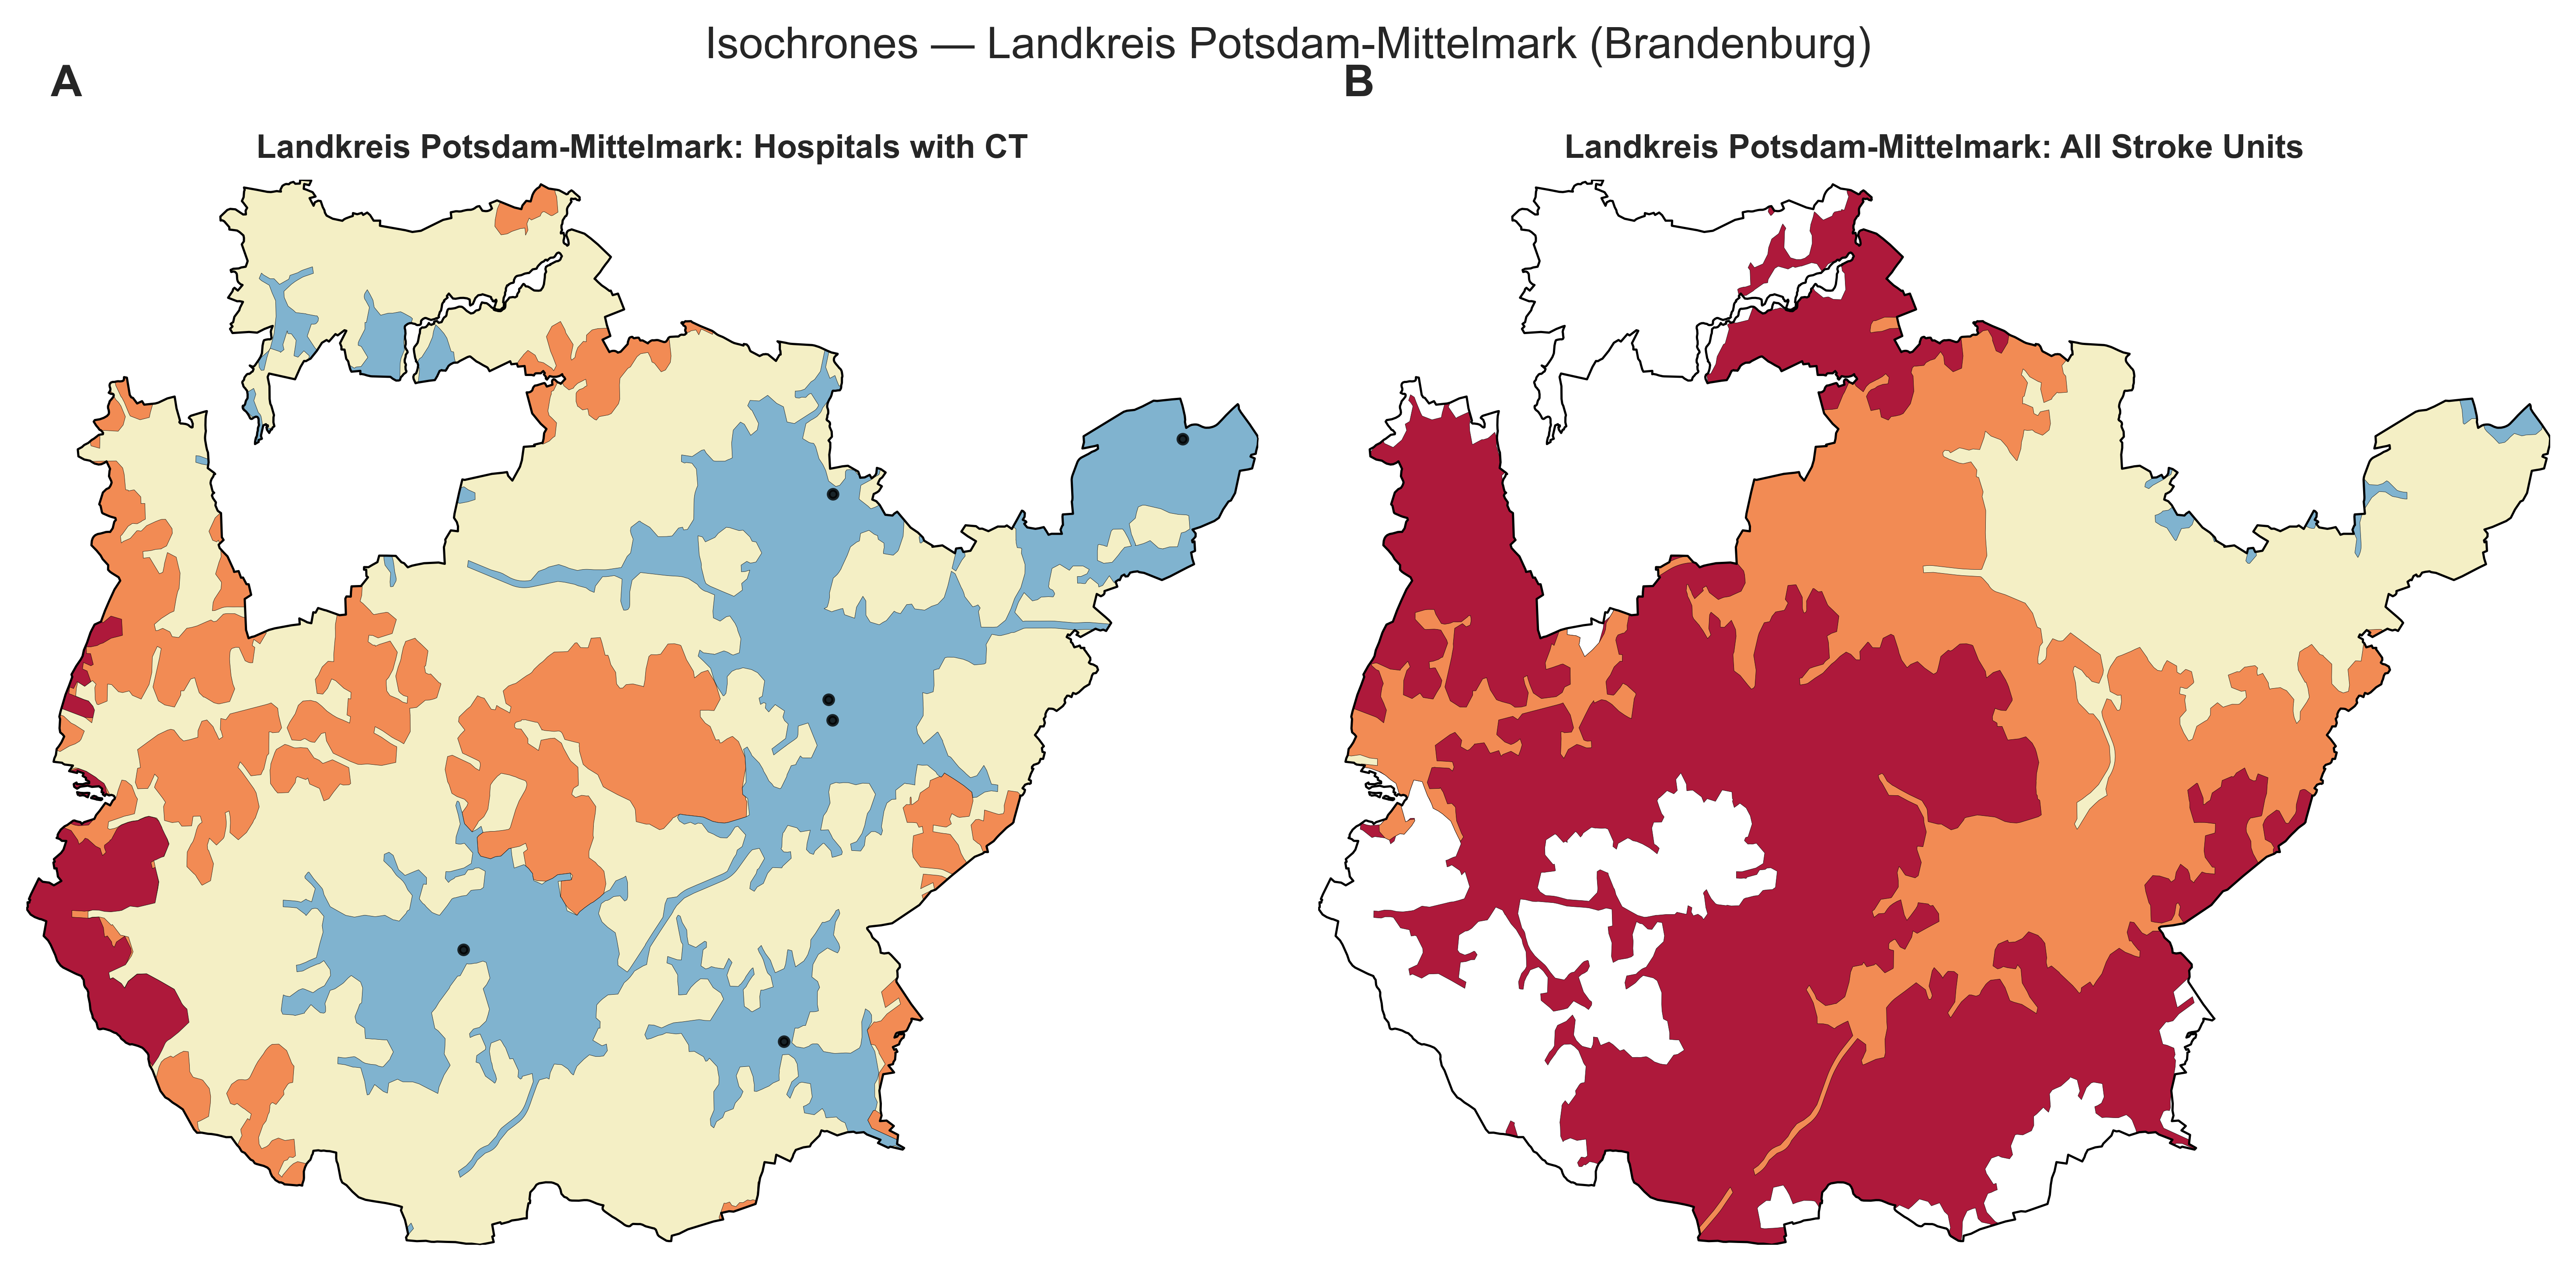 Isochrones — Landkreis Potsdam-Mittelmark (Brandenburg)
A
B
Landkreis Potsdam-Mittelmark: Hospitals with CT
Landkreis Potsdam-Mittelmark: All Stroke Units